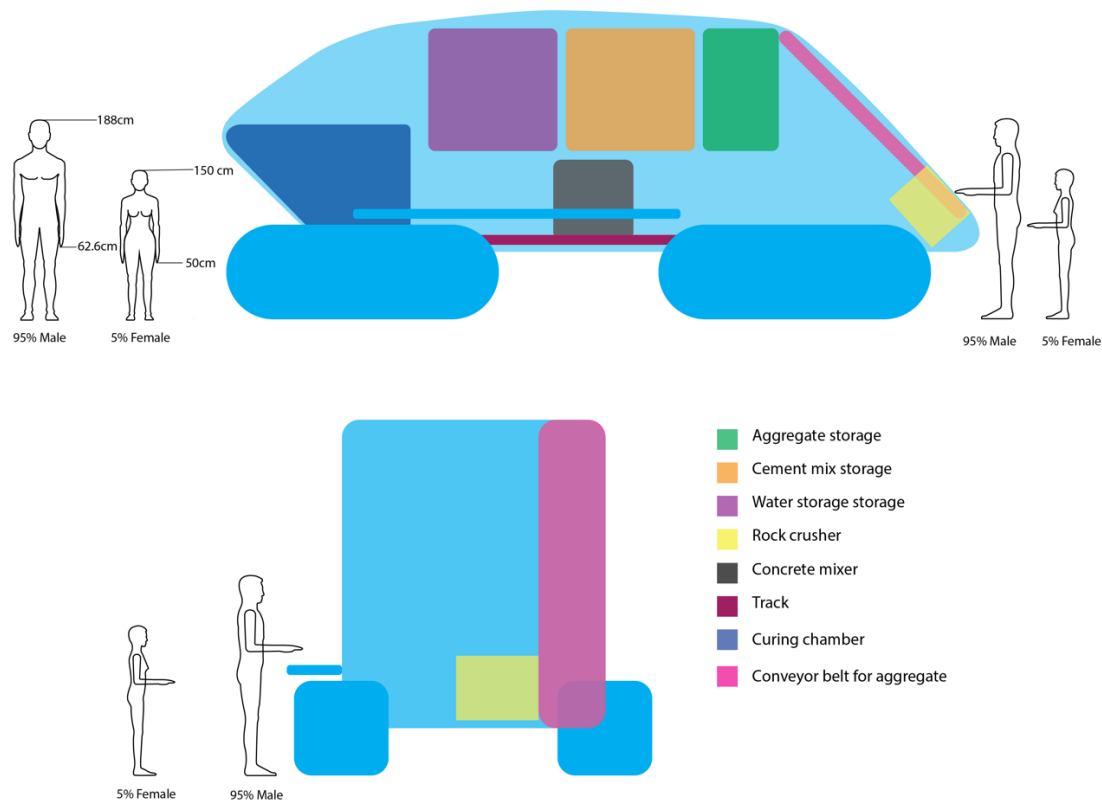 188cm
150 cm
62.6cm
50cm
95% Male
5% Female
95% Male
5% Female
Aggregate storage
Cement mix storage
Water storage storage
Rock crusher
Concrete mixer
Track
Curing chamber
Conveyor belt for aggregate
5% Female
95% Male